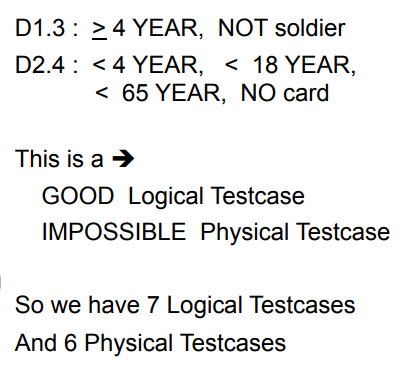 D1.3 : ≥ 4 YEAR, NOT soldier
D2.4 : < 4 YEAR, < 18 YEAR,
< 65 YEAR, NO card
This is a ➔
GOOD Logical Testcase
IMPOSSIBLE Physical Testcase
So we have 7 Logical Testcases
And 6 Physical Testcases